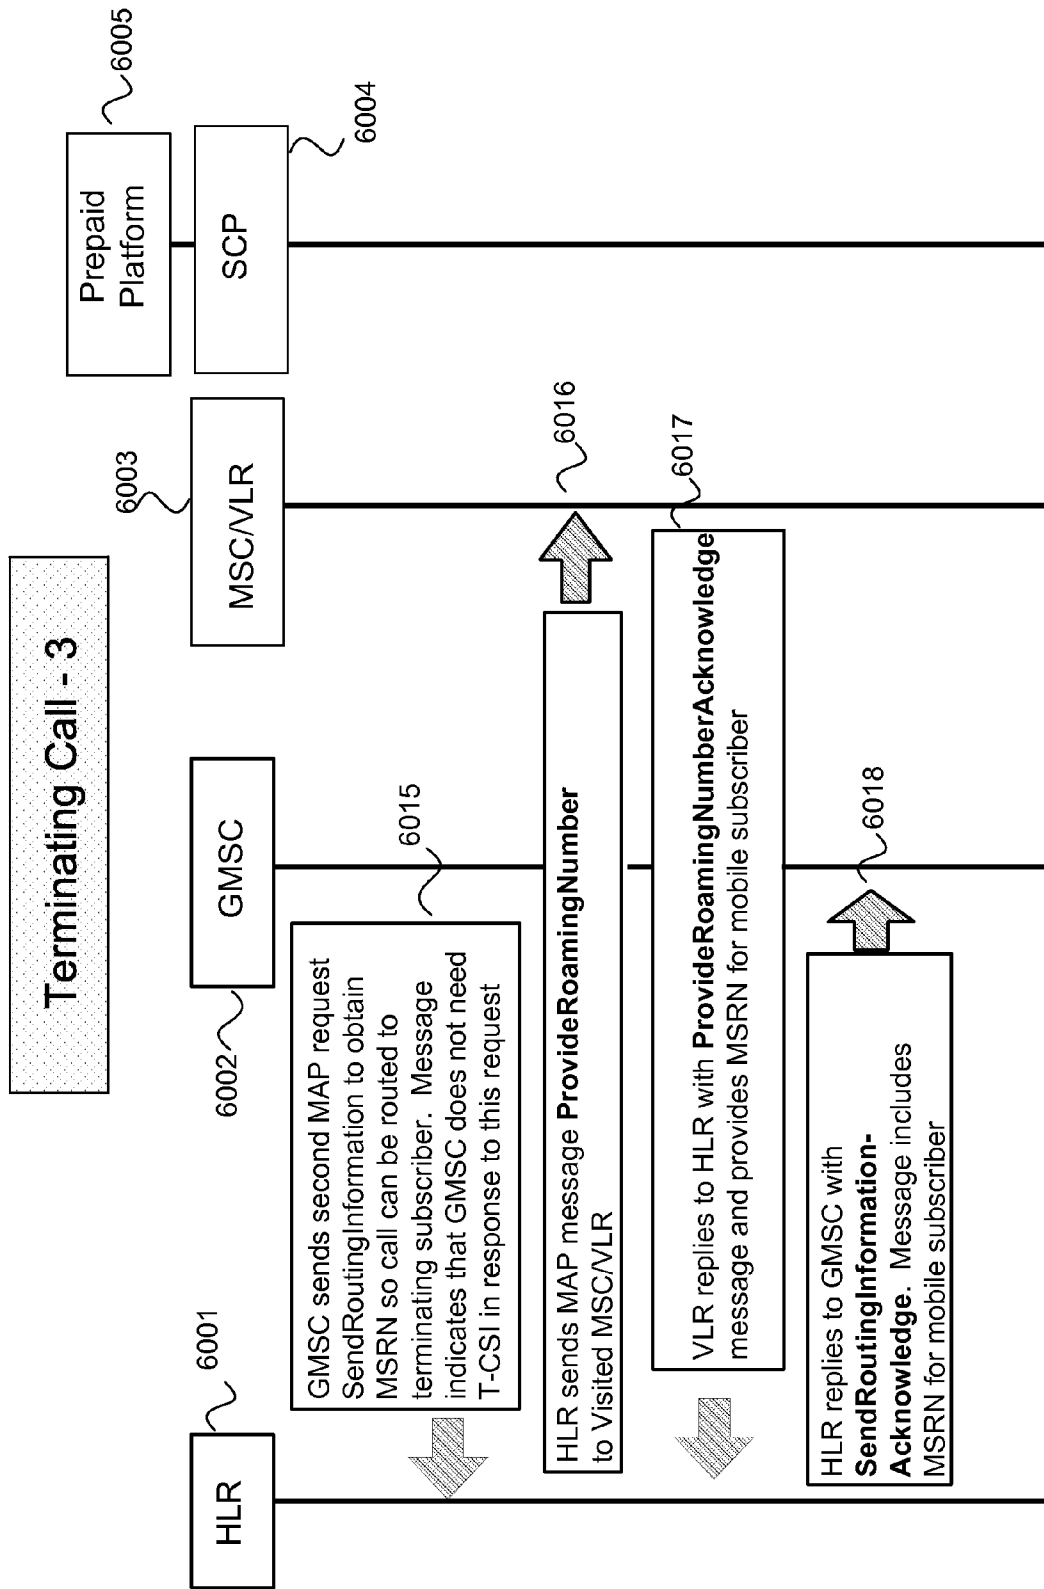 Terminating Call - 3
6001
HLR
6002
GMSC
6003
MSC/VLR
6005
Prepaid
Platform
6004
SCP
GMSC sends second MAP request
SendRoutingInformation to obtain
MSRN so call can be routed to
terminating subscriber. Message
indicates that GMSC does not need
T-CSI in response to this request
6015
HLR sends MAP message ProvideRoamingNumber
to Visited MSC/VLR
6016
VLR replies to HLR with ProvideRoamingNumberAcknowledge
message and provides MSRN for mobile subscriber
6017
HLR replies to GMSC with
SendRoutingInformation-
Acknowledge. Message includes
MSRN for mobile subscriber
6018